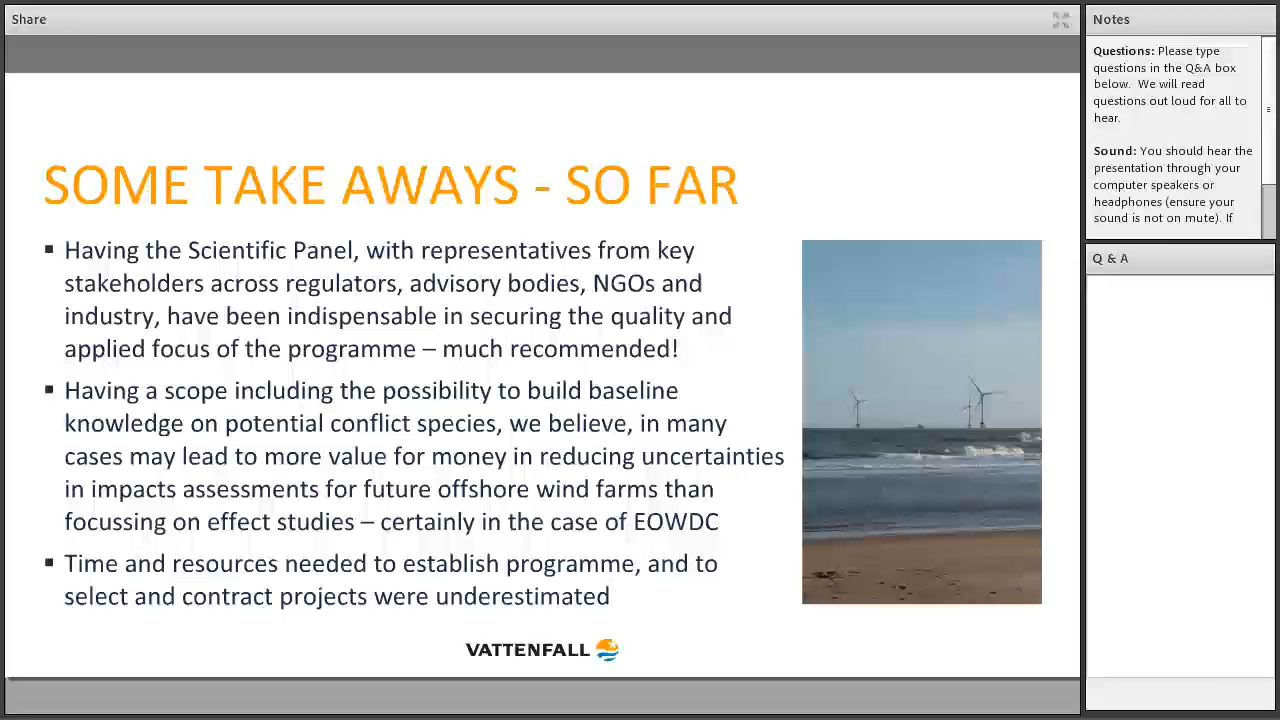 Share
SOME TAKE AWAYS - SO FAR
▪ Having the Scientific Panel, with representatives from key
stakeholders across regulators, advisory bodies, NGOs and
industry, have been indispensable in securing the quality and
applied focus of the programme – much recommended!
▪ Having a scope including the possibility to build baseline
knowledge on potential conflict species, we believe, in many
cases may lead to more value for money in reducing uncertainties
in impacts assessments for future offshore wind farms than
focussing on effect studies – certainly in the case of EOWDC
▪ Time and resources needed to establish programme, and to
select and contract projects were underestimated
VATTENFALL
Notes
Questions: Please type
questions in the Q&A box
below. We will read
questions out loud for all to
hear.
Sound: You should hear the
presentation through your
computer speakers or
headphones (ensure your
sound is not on mute). If
Q & A